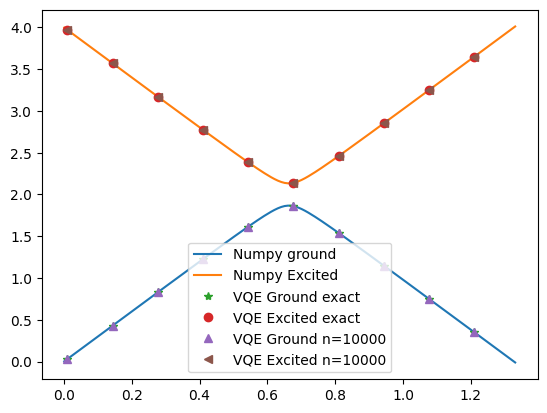 4.0
3.5
3.0
2.5
2.0
1.5
1.0
0.5
0.0
Numpy ground
Numpy Excited
VQE Ground exact
VQE Excited exact
VQE Ground n=10000
VQE Excited n=10000
0.0 0.2 0.4 0.6 0.8 1.0 1.2